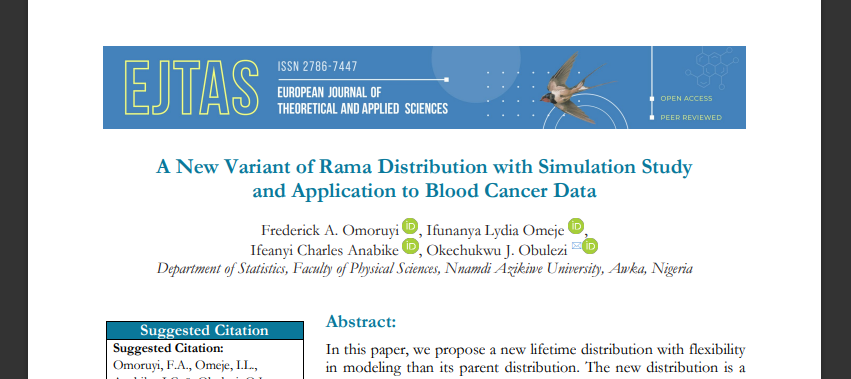 EJTAS
ISSN 2786-7447
EUROPEAN JOURNAL OF
THEORETICAL AND APPLIED SCIENCES
OPEN ACCESS
PEER REVIEWED
A New Variant of Rama Distribution with Simulation Study
and Application to Blood Cancer Data
Frederick A. Omoruyi iD, Ifunanya Lydia Omeje iD,
Ifeanyi Charles Anabike iD, Okechukwu J. Obulezi iD
Department of Statistics, Faculty of Physical Sciences, Nnamdi Azikiwe University, Awka, Nigeria
Suggested Citation
Suggested Citation:
Omoruyi, F.A., Omeje, I.L.,
Abstract:
In this paper, we propose a new lifetime distribution with flexibility
in modeling than its parent distribution. The new distribution is a